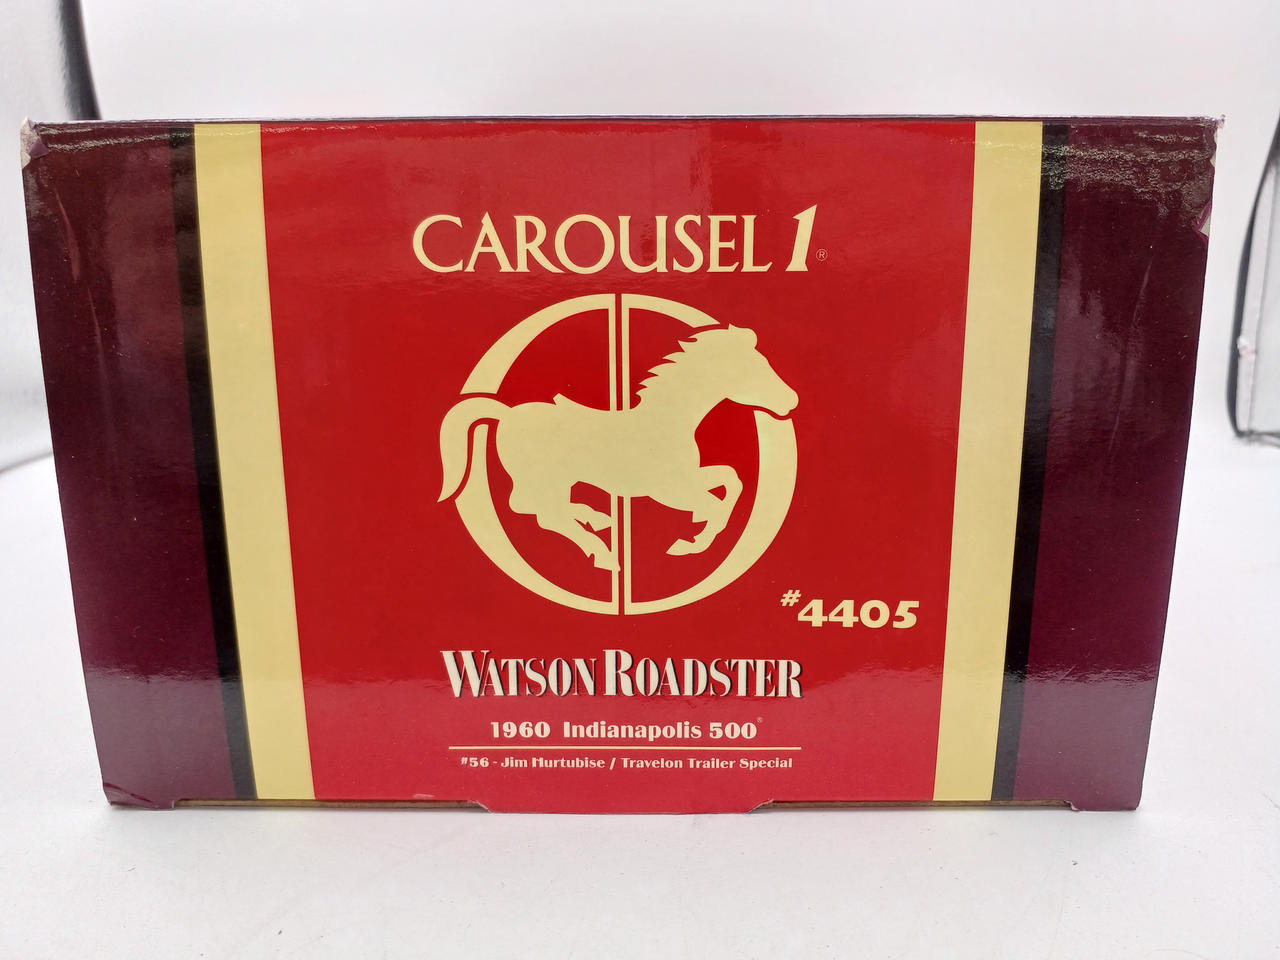 CAROUSEL 1®
#4405
WATSON ROADSTER
1960 Indianapolis 500®
#56 - Jim Hurtubise / Travelon Trailer Special